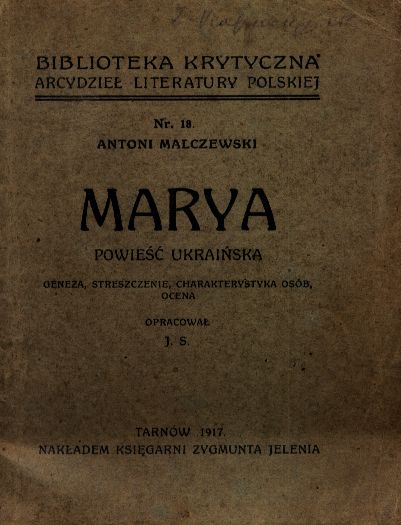 BIBLIOTEKA KRYTYCZNA
ARCYDZIEŁ LITERATURY POLSKIEJ
Nr. 18.
ANTONI MALCZEWSKI
MARYA
POWIEŚĆ UKRAIŃSKA
GENEZA, STRESZCZENIE, CHARAKTERYSTYKA OSÓB,
OCENA
OPRACOWAŁ
J. S.
TARNÓW 1917.
NAKŁADEM KSIĘGARNI ZYGMUNTA JELENIA